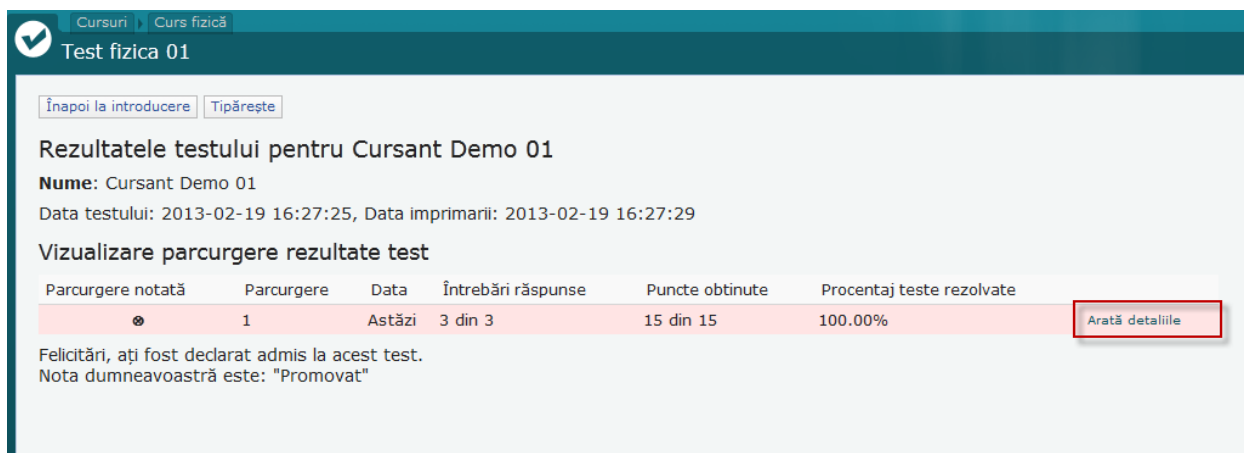 Cursuri Curs fizică
Test fizica 01
Înapoi la introducere Tipărește
Rezultatele testului pentru Cursant Demo 01
Nume: Cursant Demo 01
Data testului: 2013-02-19 16:27:25, Data imprimarii: 2013-02-19 16:27:29
Vizualizare parcurgere rezultate test
Parcurgere notată Parcurgere Data Întrebări răspunse Puncte obtinute Procentaj teste rezolvate
1 Astăzi 3 din 3 15 din 15 100.00% Arată detaliile
Felicitări, ați fost declarat admis la acest test.
Nota dumneavoastră este: "Promovat"